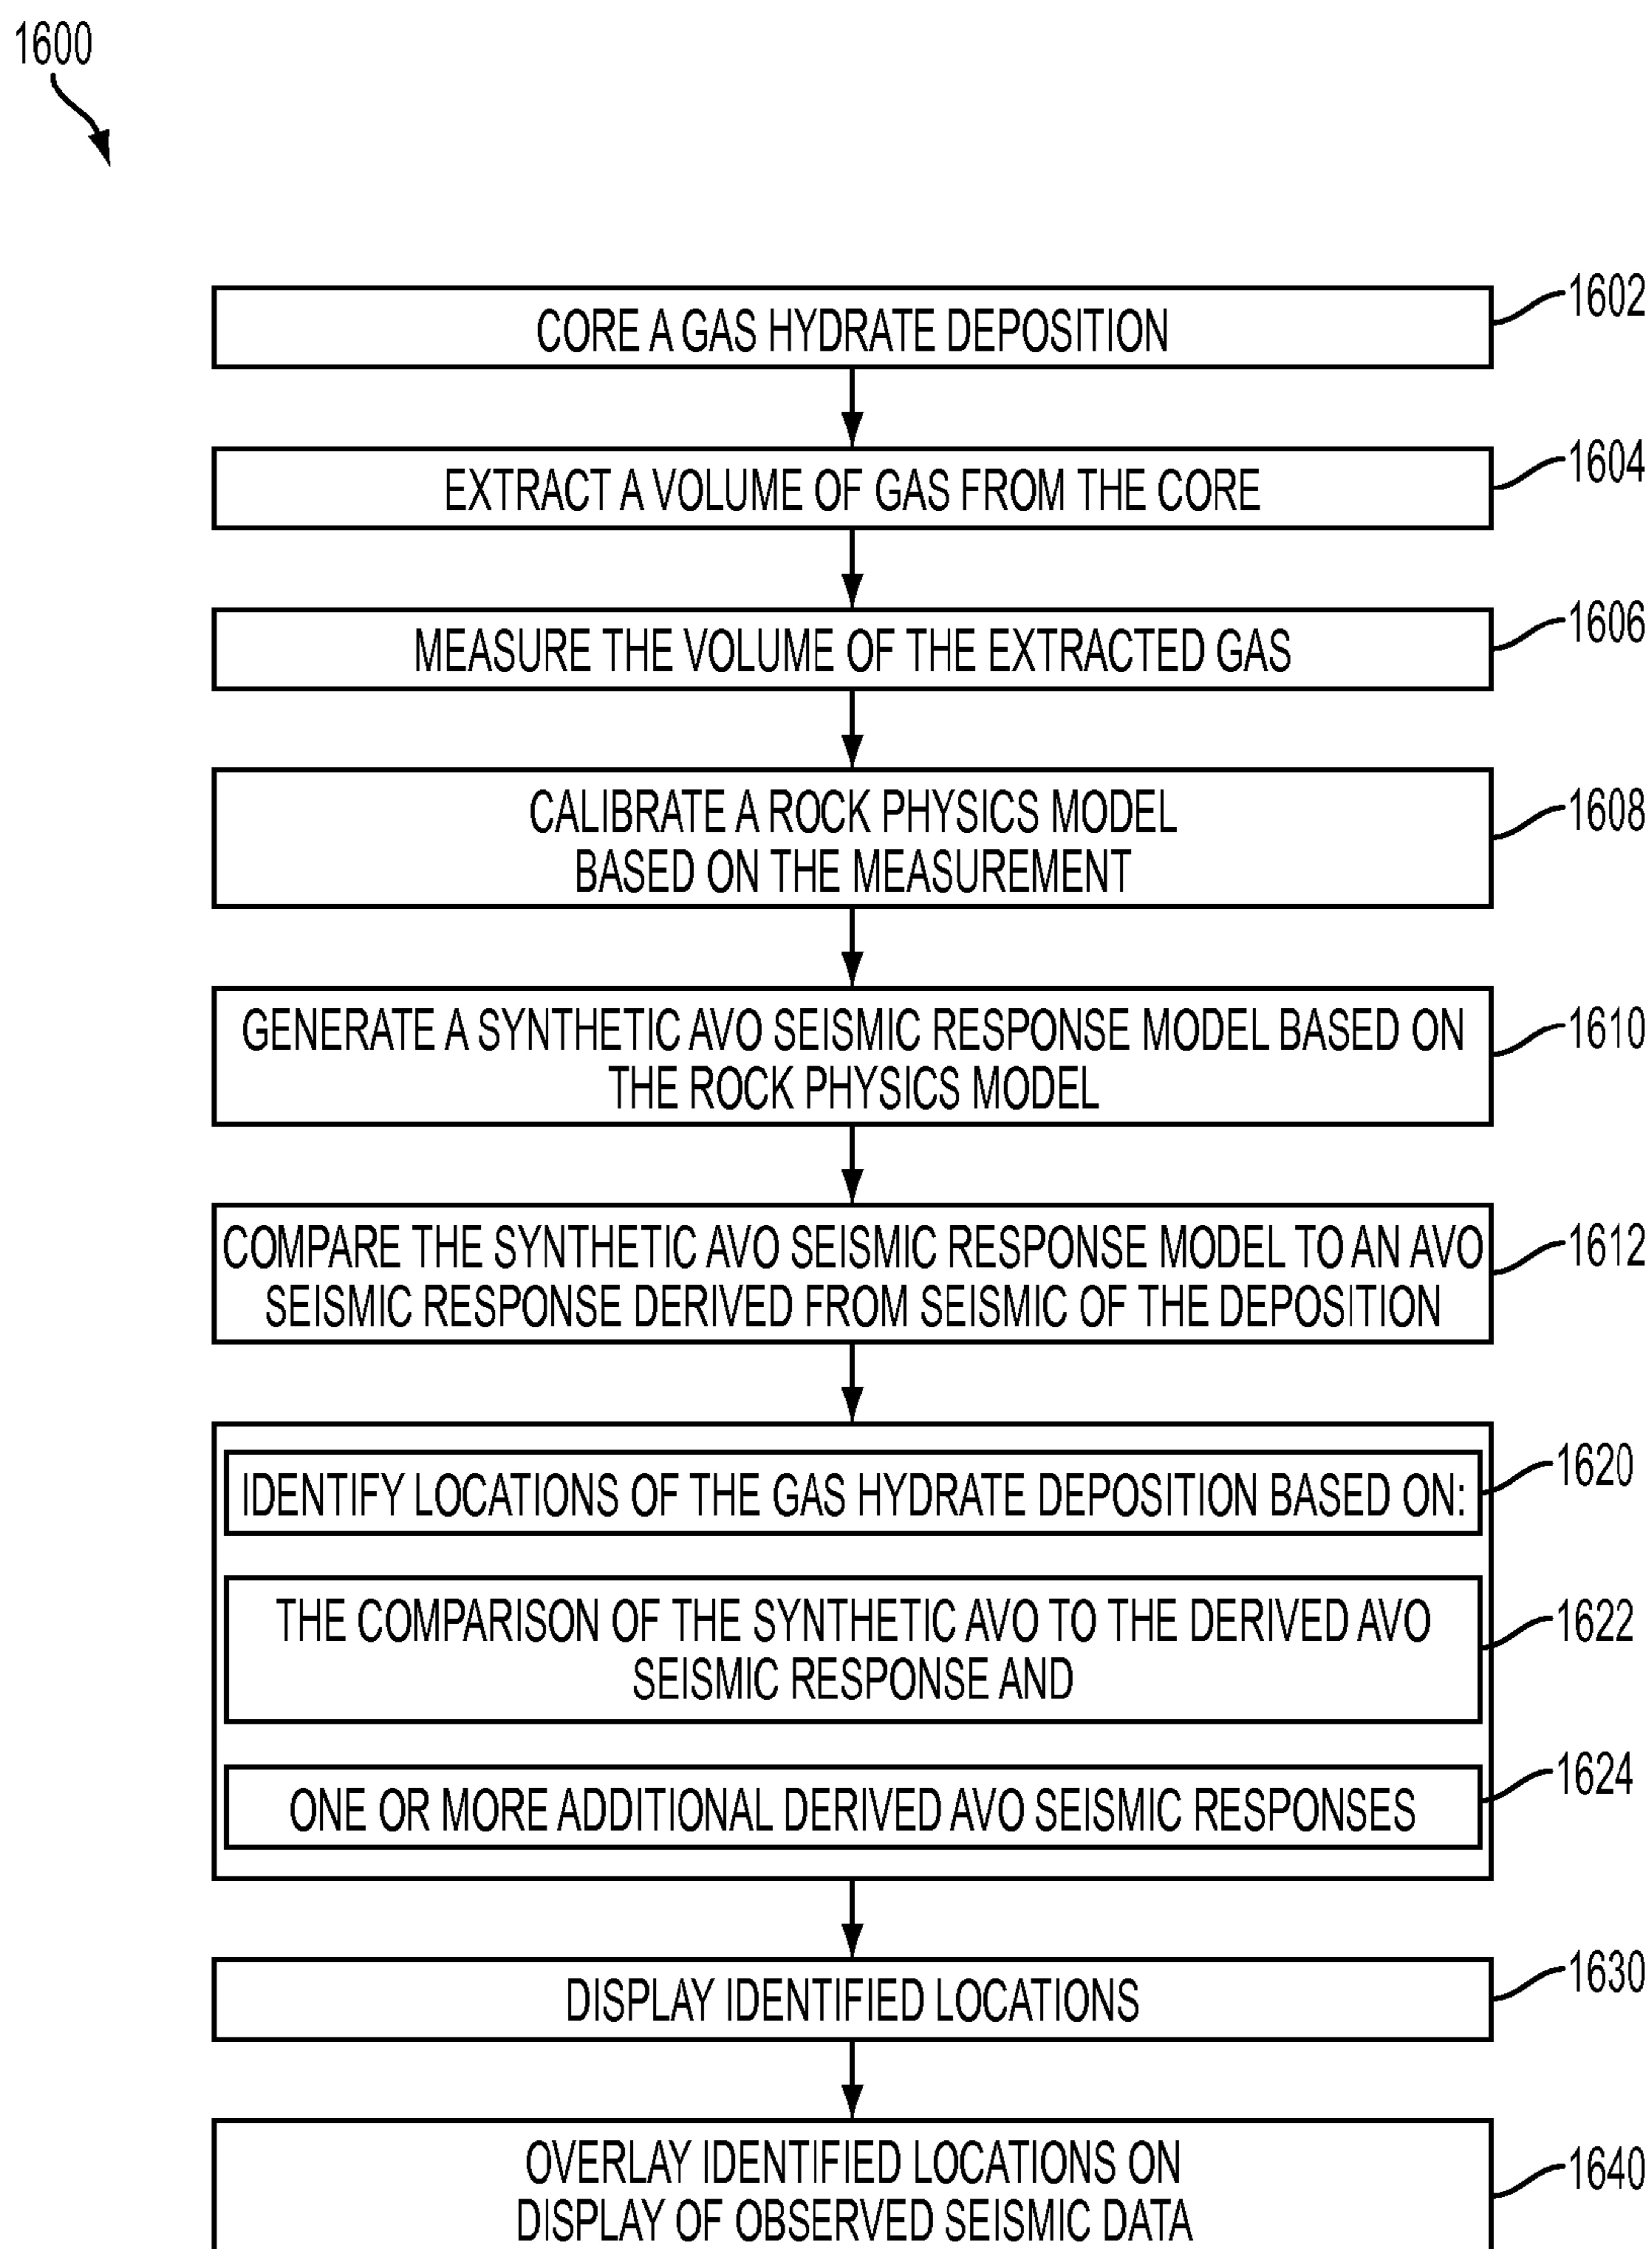 1600
CORE A GAS HYDRATE DEPOSITION
1602
EXTRACT A VOLUME OF GAS FROM THE CORE
1604
MEASURE THE VOLUME OF THE EXTRACTED GAS
1606
CALIBRATE A ROCK PHYSICS MODEL
BASED ON THE MEASUREMENT
1608
GENERATE A SYNTHETIC AVO SEISMIC RESPONSE MODEL BASED ON
THE ROCK PHYSICS MODEL
1610
COMPARE THE SYNTHETIC AVO SEISMIC RESPONSE MODEL TO AN AVO
SEISMIC RESPONSE DERIVED FROM SEISMIC OF THE DEPOSITION
1612
IDENTIFY LOCATIONS OF THE GAS HYDRATE DEPOSITION BASED ON:
1620
THE COMPARISON OF THE SYNTHETIC AVO TO THE DERIVED AVO
SEISMIC RESPONSE AND
1622
ONE OR MORE ADDITIONAL DERIVED AVO SEISMIC RESPONSES
1624
DISPLAY IDENTIFIED LOCATIONS
1630
OVERLAY IDENTIFIED LOCATIONS ON
DISPLAY OF OBSERVED SEISMIC DATA
1640